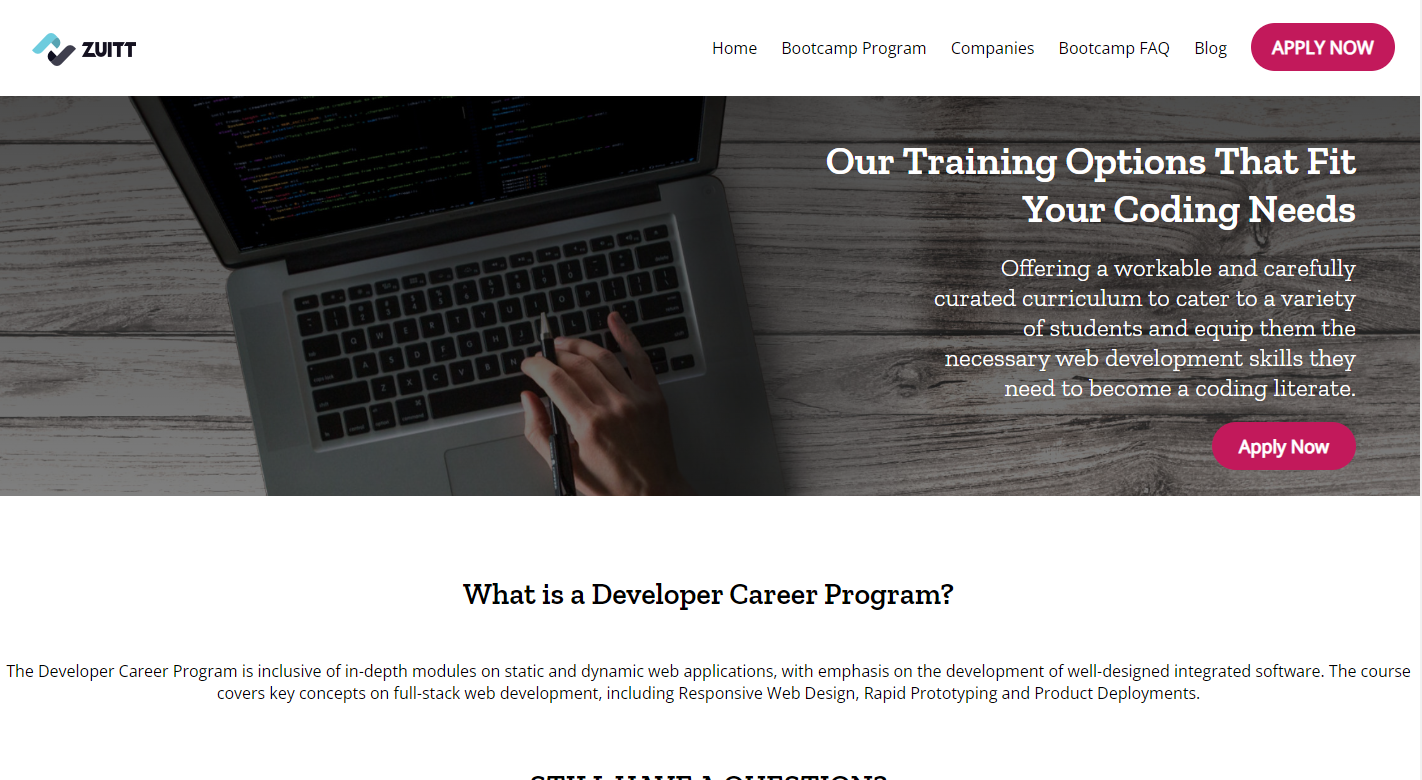 ZUITT
Home Bootcamp Program Companies Bootcamp FAQ Blog APPLY NOW
Our Training Options That Fit
Your Coding Needs
Offering a workable and carefully
curated curriculum to cater to a variety
of students and equip them the
necessary web development skills they
need to become a coding literate.
Apply Now
What is a Developer Career Program?
The Developer Career Program is inclusive of in-depth modules on static and dynamic web applications, with emphasis on the development of well-designed integrated software. The course
covers key concepts on full-stack web development, including Responsive Web Design, Rapid Prototyping and Product Deployments.
STILL HAVE A QUESTION?